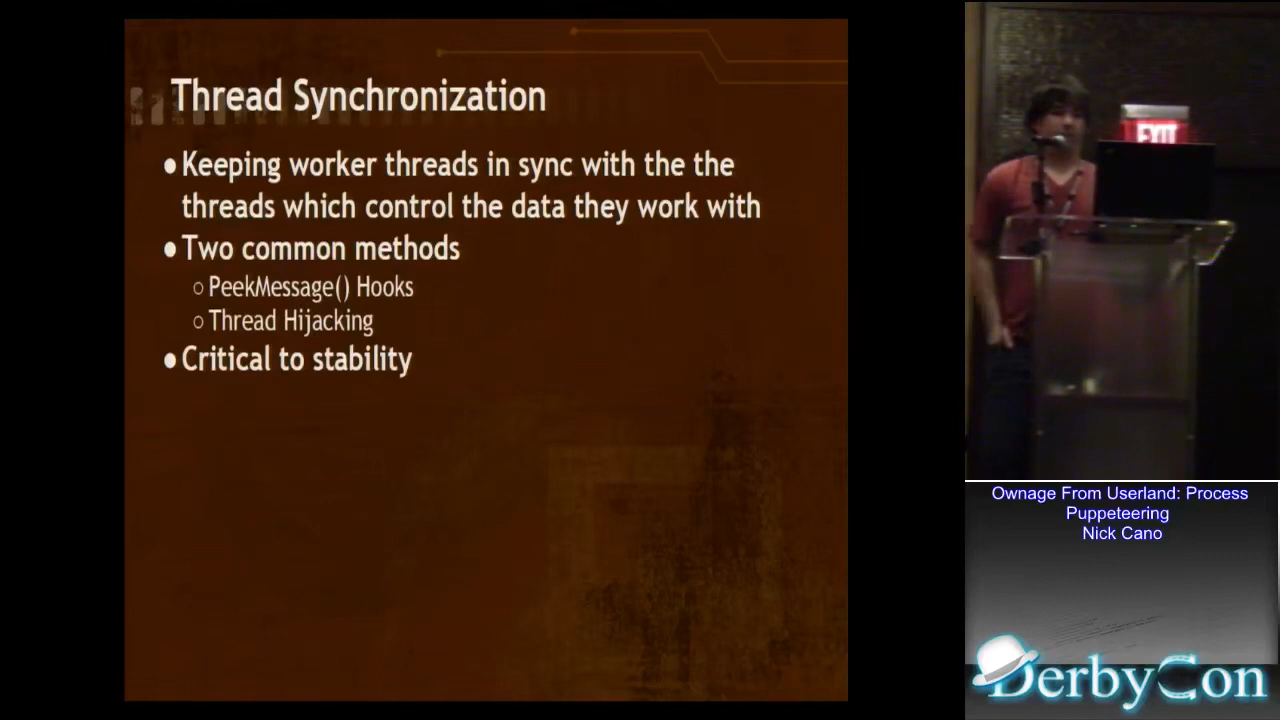 Thread Synchronization
●Keeping worker threads in sync with the the
threads which control the data they work with
●Two common methods
○PeekMessage() Hooks
○Thread Hijacking
●Critical to stability
EXIT
Ownage From Userland: Process
Puppeteering
Nick Cano
DerbyCon